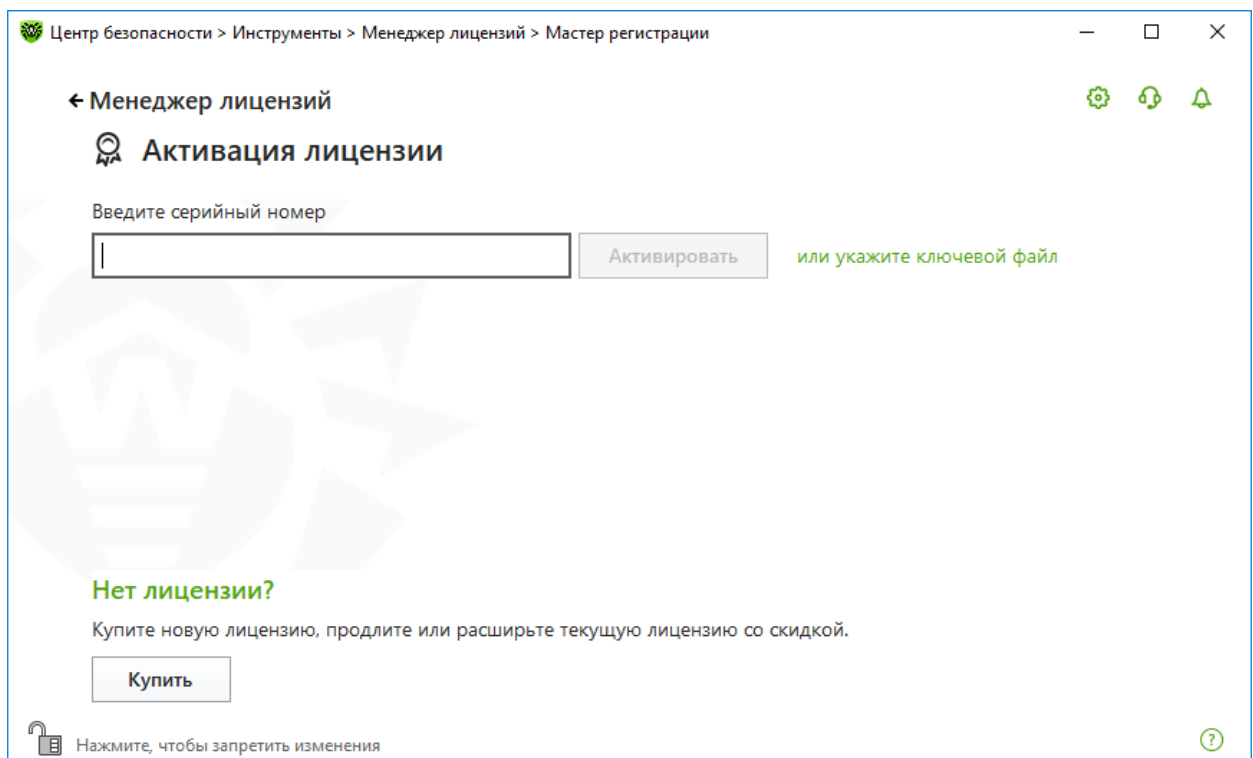 Центр безопасности > Инструменты > Менеджер лицензий > Мастер регистрации
Менеджер лицензий
Активация лицензии
Введите серийный номер
Активировать
или укажите ключевой файл
Нет лицензии?
Купите новую лицензию, продлите или расширьте текущую лицензию со скидкой.
Купить
Нажмите, чтобы запретить изменения
?